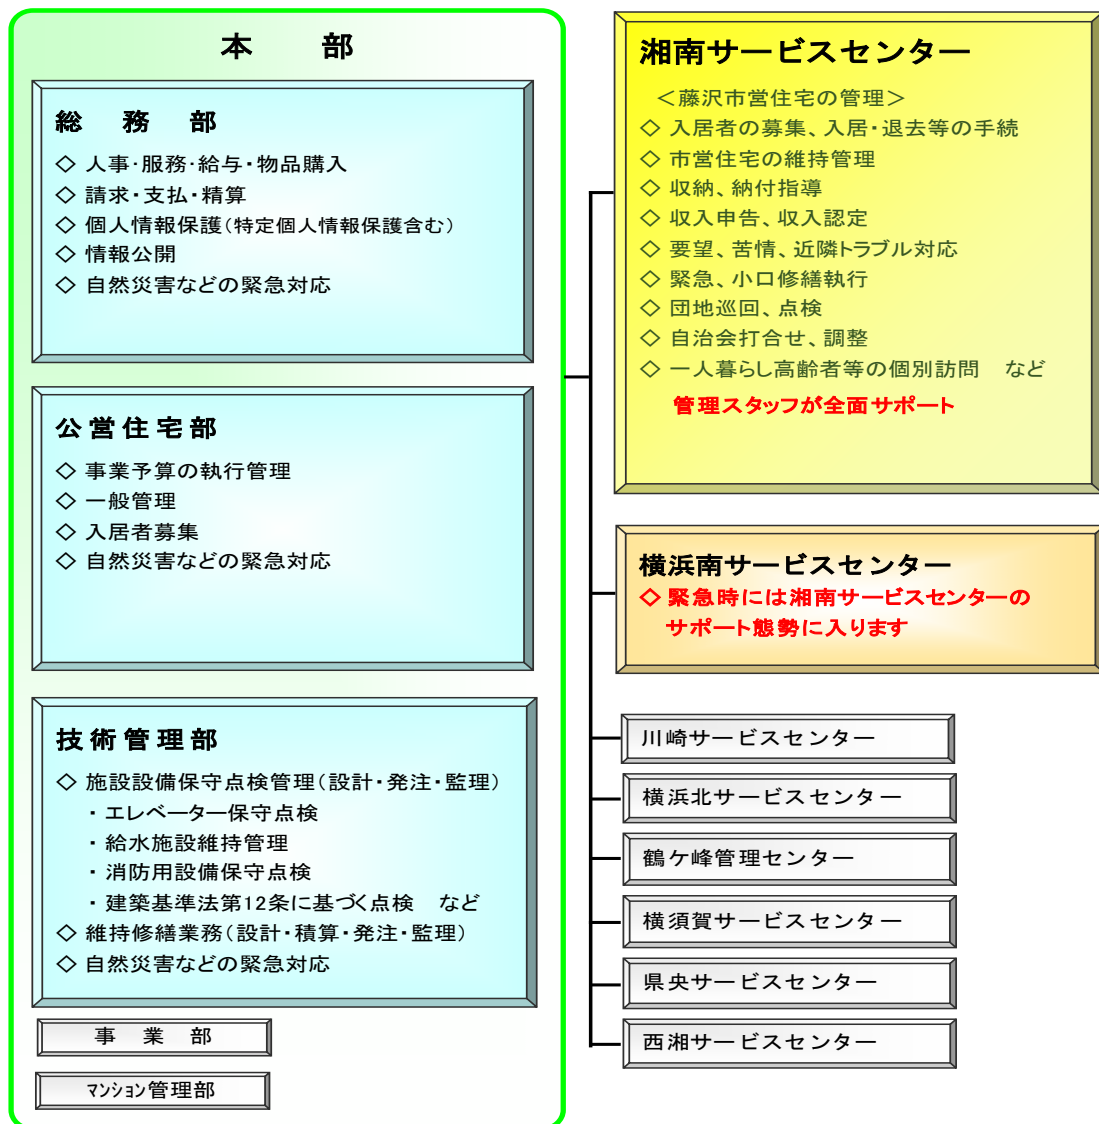 本　部
総　務　部
◇ 人事･服務･給与・物品購入
◇ 請求・支払・精算
◇ 個人情報保護（特定個人情報保護含む）
◇ 情報公開
◇ 自然災害などの緊急対応
公営住宅部
◇ 事業予算の執行管理
◇ 一般管理
◇ 入居者募集
◇ 自然災害などの緊急対応
技術管理部
◇ 施設設備保守点検管理（設計・発注・監理）
・ エレベーター保守点検
・ 給水施設維持管理
・ 消防用設備保守点検
・ 建築基準法第12条に基づく点検　など
◇ 維持修繕業務（設計・積算・発注・監理）
◇ 自然災害などの緊急対応
事　業　部
マンション管理部
湘南サービスセンター
＜藤沢市営住宅の管理＞
◇ 入居者の募集、入居・退去等の手続
◇ 市営住宅の維持管理
◇ 収納、納付指導
◇ 収入申告、収入認定
◇ 要望、苦情、近隣トラブル対応
◇ 緊急、小口修繕執行
◇ 団地巡回、点検
◇ 自治会打合せ、調整
◇ 一人暮らし高齢者等の個別訪問　など
管理スタッフが全面サポート
横浜南サービスセンター
◇ 緊急時には湘南サービスセンターの
サポート態勢に入ります
川崎サービスセンター
横浜北サービスセンター
鶴ケ峰管理センター
横須賀サービスセンター
県央サービスセンター
西湘サービスセンター